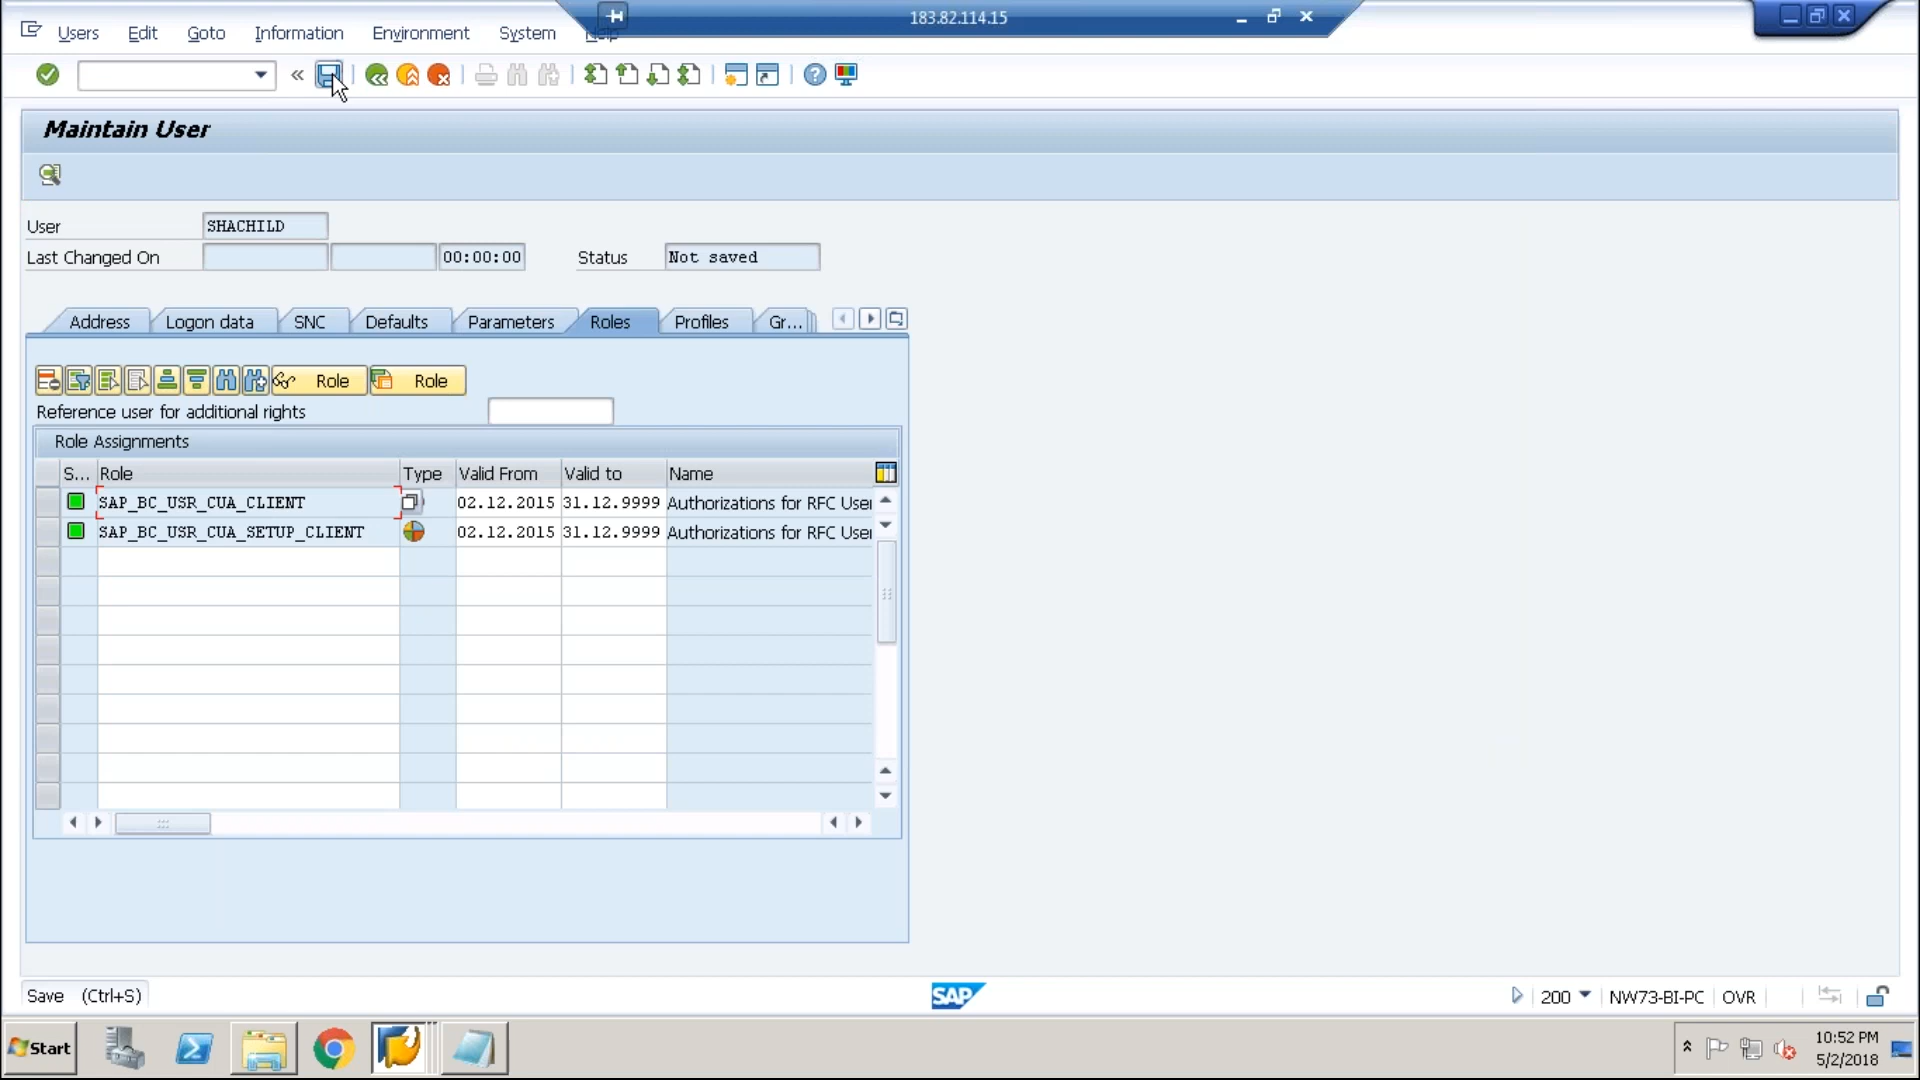 183.82.114.15
Users Edit Goto Information Environment System Help
Maintain User
User SHACHILD
Last Changed On 00:00:00 Status Not saved
Address Logon data SNC Defaults Parameters Roles Profiles Gr...
Role Role
Reference user for additional rights
Role Assignments
S... Role Type Valid From Valid to Name
SAP_BC_USR_CUA_CLIENT 02.12.2015 31.12.9999 Authorizations for RFC User
SAP_BC_USR_CUA_SETUP_CLIENT 02.12.2015 31.12.9999 Authorizations for RFC User
Save (Ctrl+S) SAP 200 NW73-BI-PC OVR
Start 10:52 PM
5/2/2018